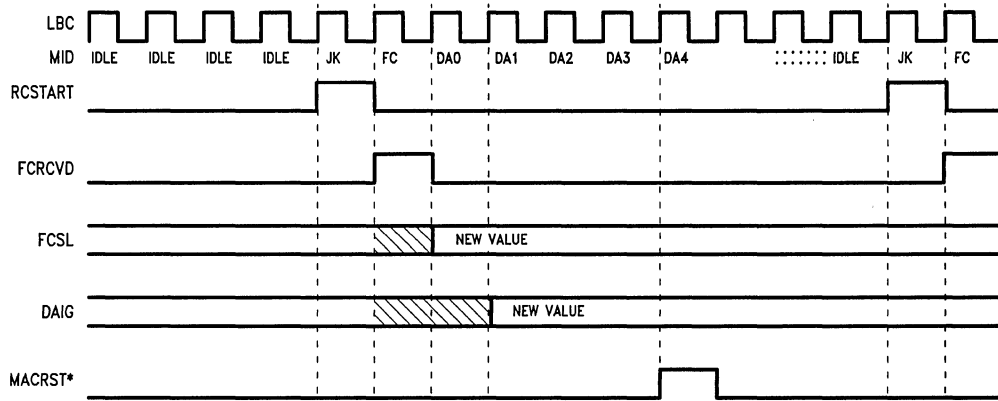 LBC
MID IDLE IDLE IDLE IDLE JK FC DA0 DA1 DA2 DA3 DA4 IDLE JK FC
RCSTART
FCRCVD
FCSL NEW VALUE
DAIG NEW VALUE
MACRST*